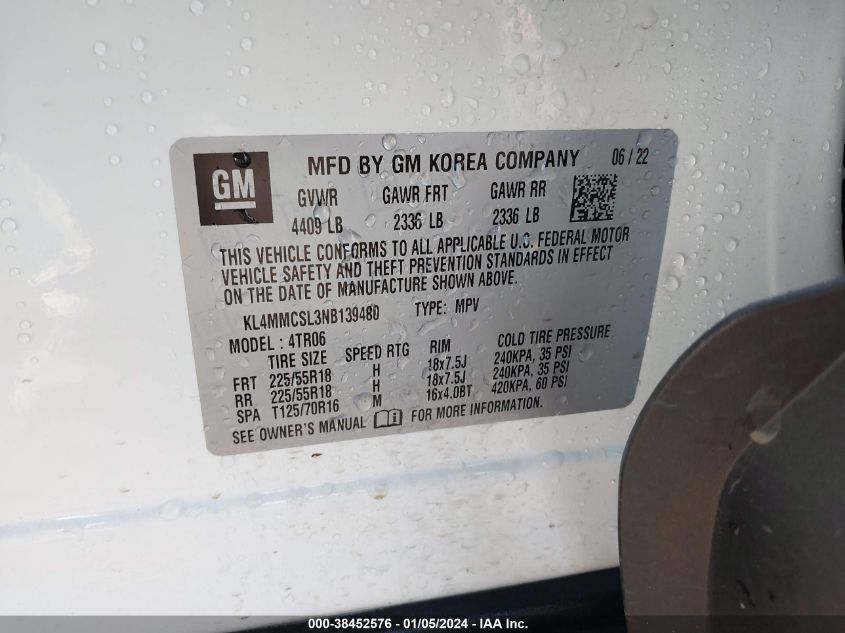 GM
MFD BY GM KOREA COMPANY 06 / 22
GVWR GAWR FRT GAWR RR
4409 LB 2336 LB 2336 LB
THIS VEHICLE CONFORMS TO ALL APPLICABLE U.S. FEDERAL MOTOR
VEHICLE SAFETY AND THEFT PREVENTION STANDARDS IN EFFECT
ON THE DATE OF MANUFACTURE SHOWN ABOVE.
KL4MMCSL3NB139480 TYPE: MPV
MODEL : 4TR06
TIRE SIZE SPEED RTG RIM COLD TIRE PRESSURE
FRT 225/55R18 H 18x7.5J 240KPA, 35 PSI
RR 225/55R18 H 18x7.5J 240KPA, 35 PSI
SPA T125/70R16 M 16x4.0BT 420KPA, 60 PSI
SEE OWNER'S MANUAL FOR MORE INFORMATION.
000-38452576 - 01/05/2024 - IAA Inc.